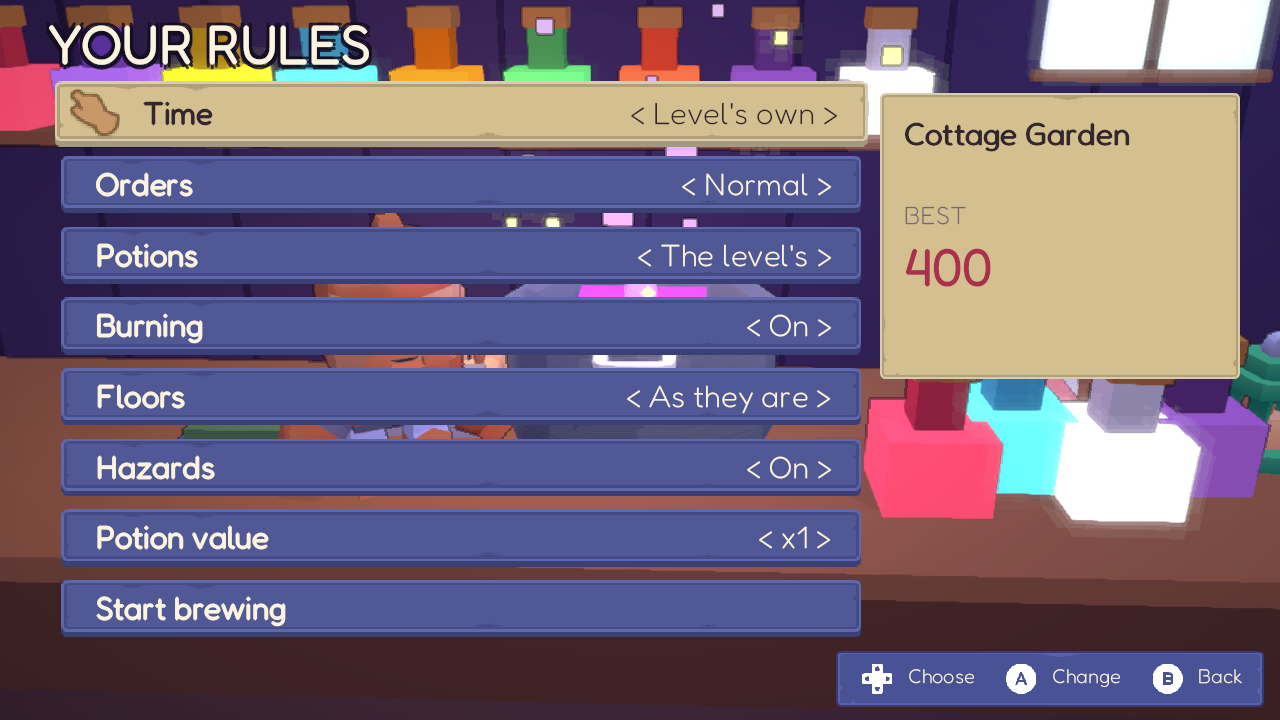 YOUR RULES
Time < Level's own >
Orders < Normal >
Potions < The level's >
Burning < On >
Floors < As they are >
Hazards < On >
Potion value < x1 >
Start brewing
Cottage Garden
BEST
400
Choose A Change B Back